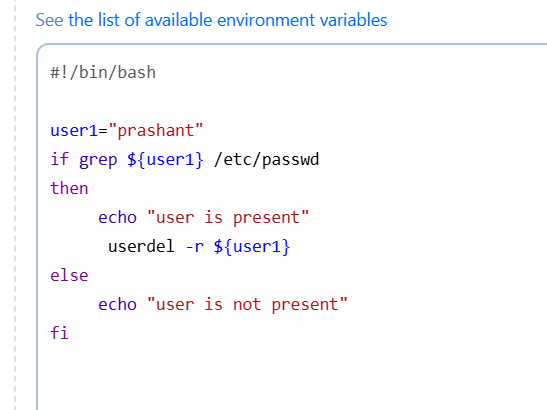 See the list of available environment variables
#!/bin/bash
user1="prashant"
if grep ${user1} /etc/passwd
then
echo "user is present"
userdel -r ${user1}
else
echo "user is not present"
fi